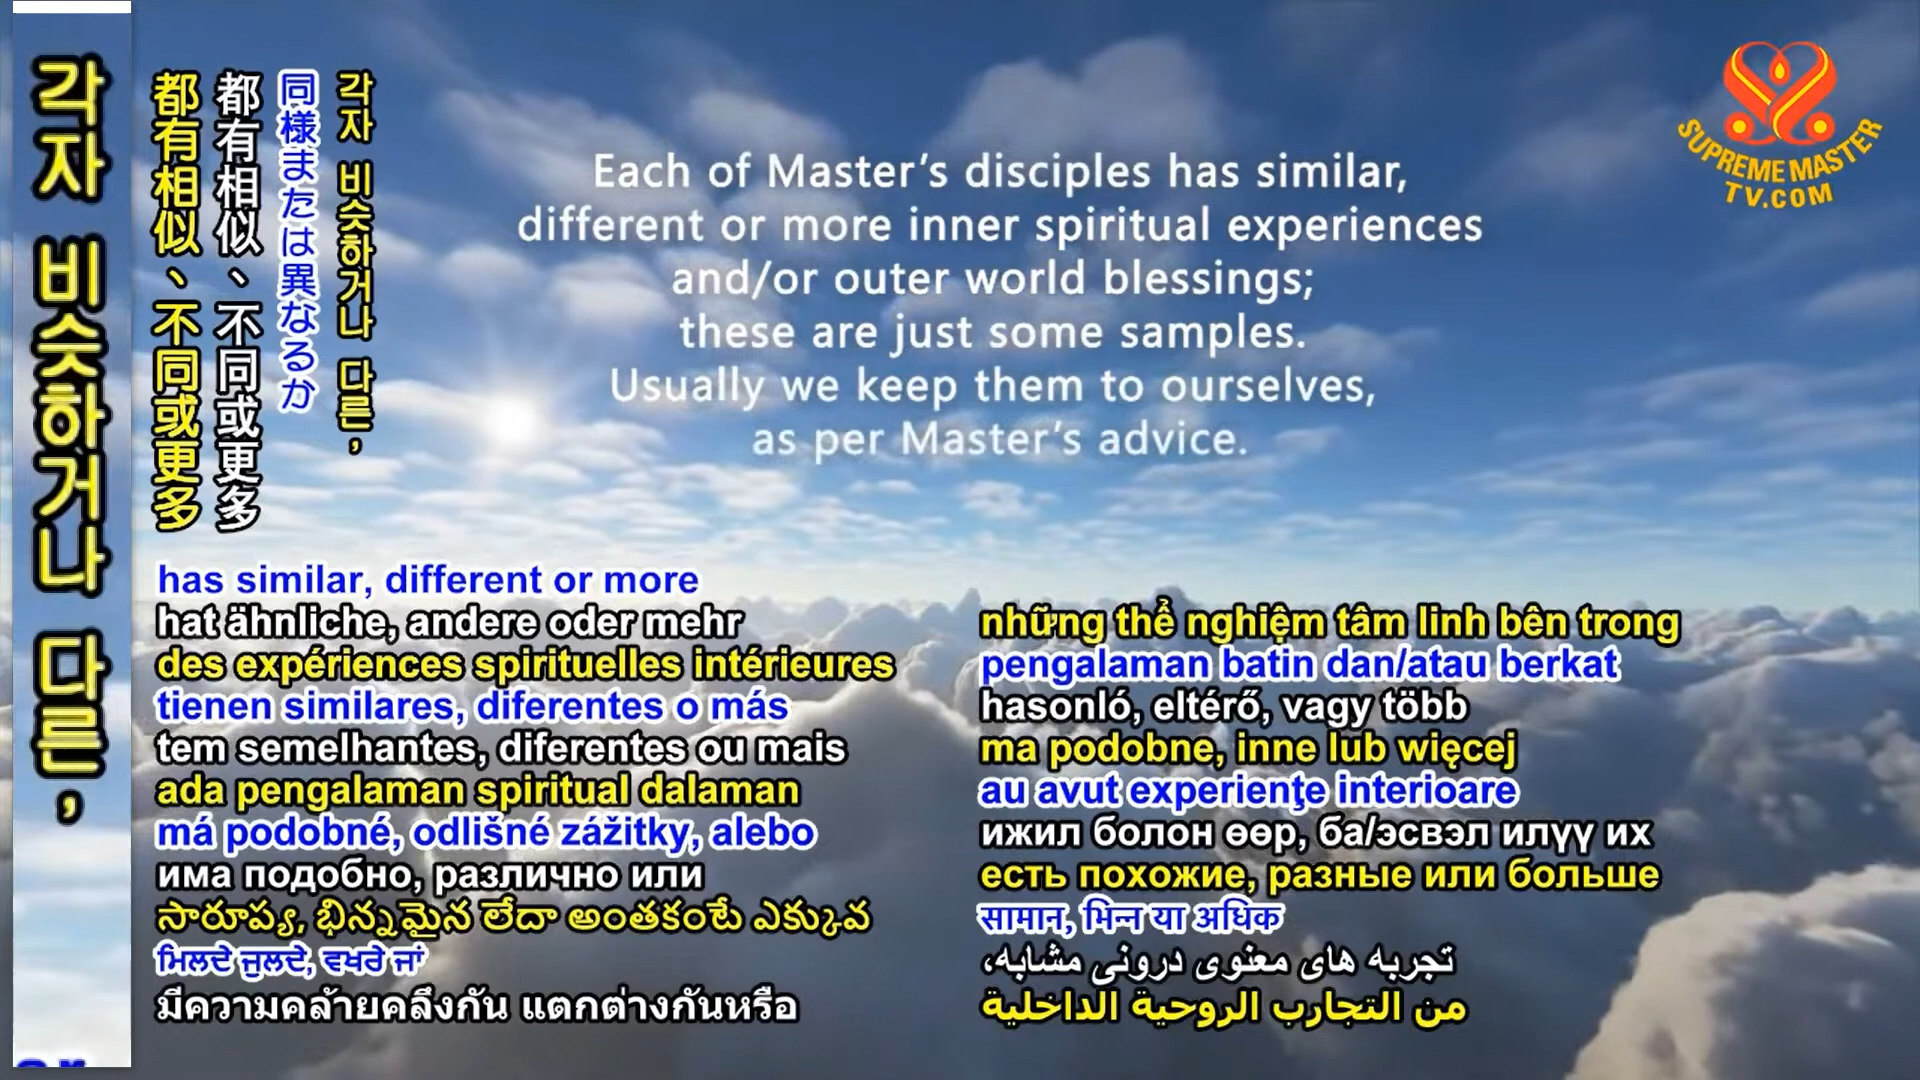 각자 비슷하거나 다른,
都有相似、不同或更多
都有相似、不同或更多
同様または異なるか
각자 비슷하거나 다른,
SUPREME MASTER
TV.COM
Each of Master's disciples has similar,
different or more inner spiritual experiences
and/or outer world blessings;
these are just some samples.
Usually we keep them to ourselves,
as per Master's advice.
has similar, different or more
hat ähnliche, andere oder mehr
des expériences spirituelles intérieures
tienen similares, diferentes o más
tem semelhantes, diferentes ou mais
ada pengalaman spiritual dalaman
má podobné, odlišné zážitky, alebo
има подобно, различно или
సారూప్య, భిన్నమైన లేదా అంతకంటే ఎక్కువ
ਮਿਲਦੇ ਜੁਲਦੇ, ਵਖਰੇ ਜਾਂ
มีความคล้ายคลึงกัน แตกต่างกันหรือ
những thể nghiệm tâm linh bên trong
pengalaman batin dan/atau berkat
hasonló, eltérő, vagy több
ma podobne, inne lub więcej
au avut experienţe interioare
ижил болон өөр, ба/эсвэл илүү их
есть похожие, разные или больше
सामान, भिन्न या अधिक
تجربه های معنوی درونی مشابه،
من التجارب الروحية الداخلية